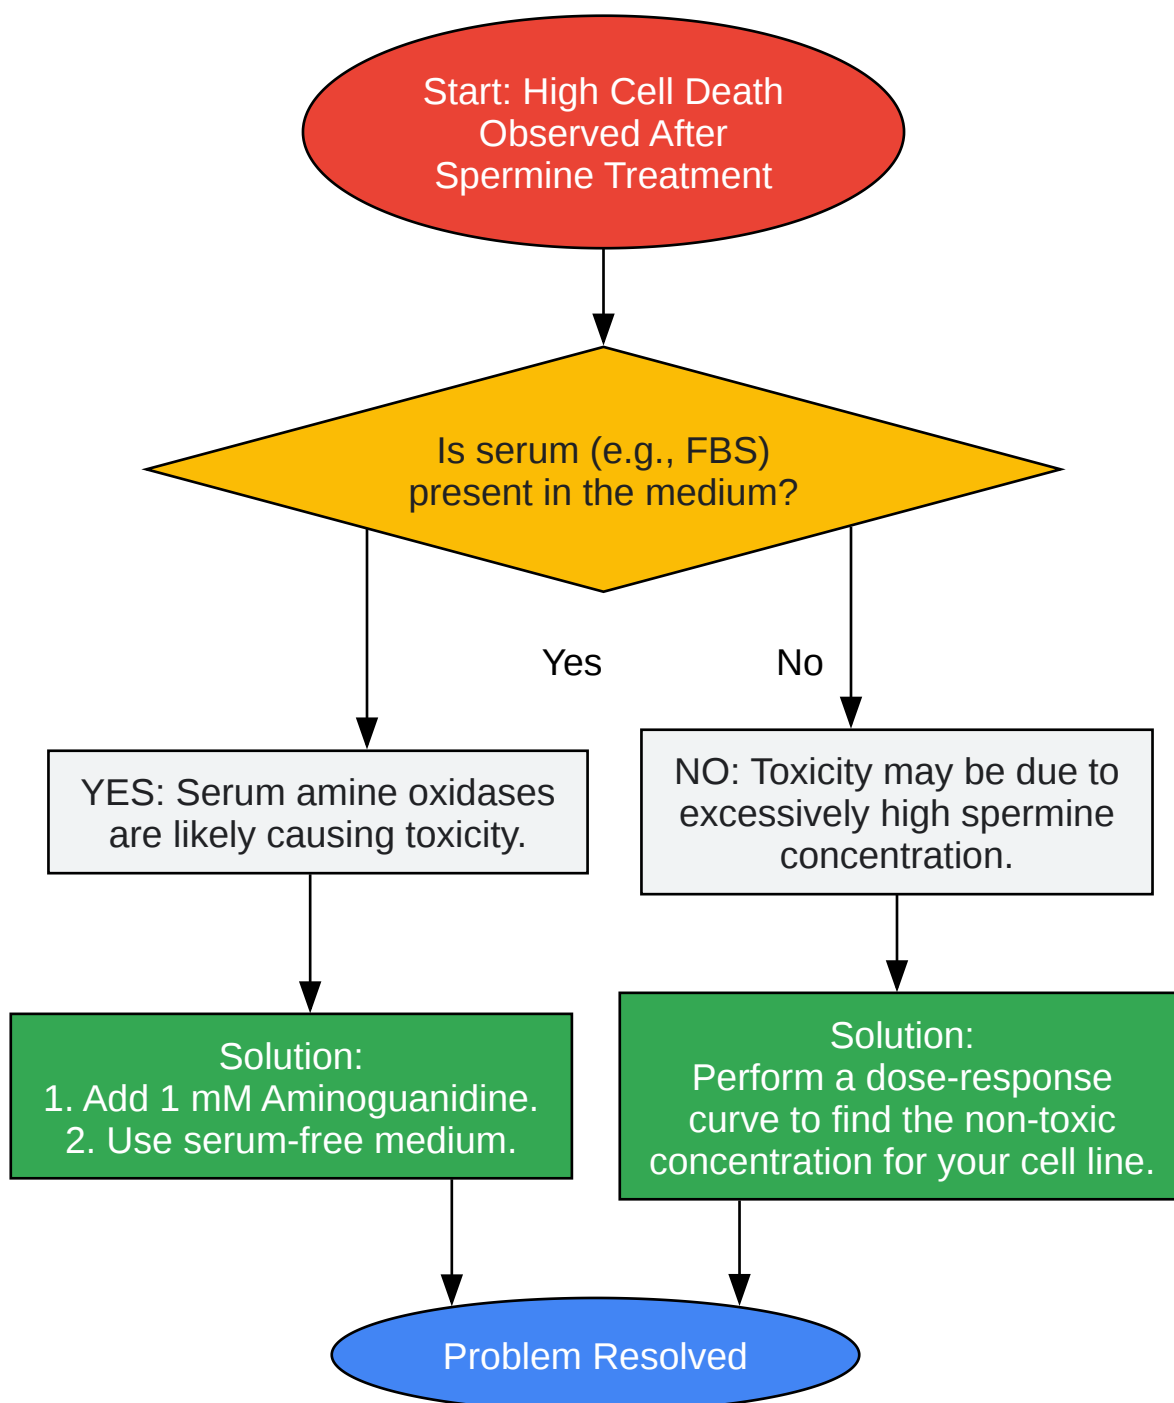 Start: High Cell Death
Observed After
Spermine Treatment
Is serum (e.g., FBS)
present in the medium?
Yes
No
YES: Serum amine oxidases
are likely causing toxicity.
NO: Toxicity may be due to
excessively high spermine
concentration.
Solution:
1. Add 1 mM Aminoguanidine.
2. Use serum-free medium.
Solution:
Perform a dose-response
curve to find the non-toxic
concentration for your cell line.
Problem Resolved